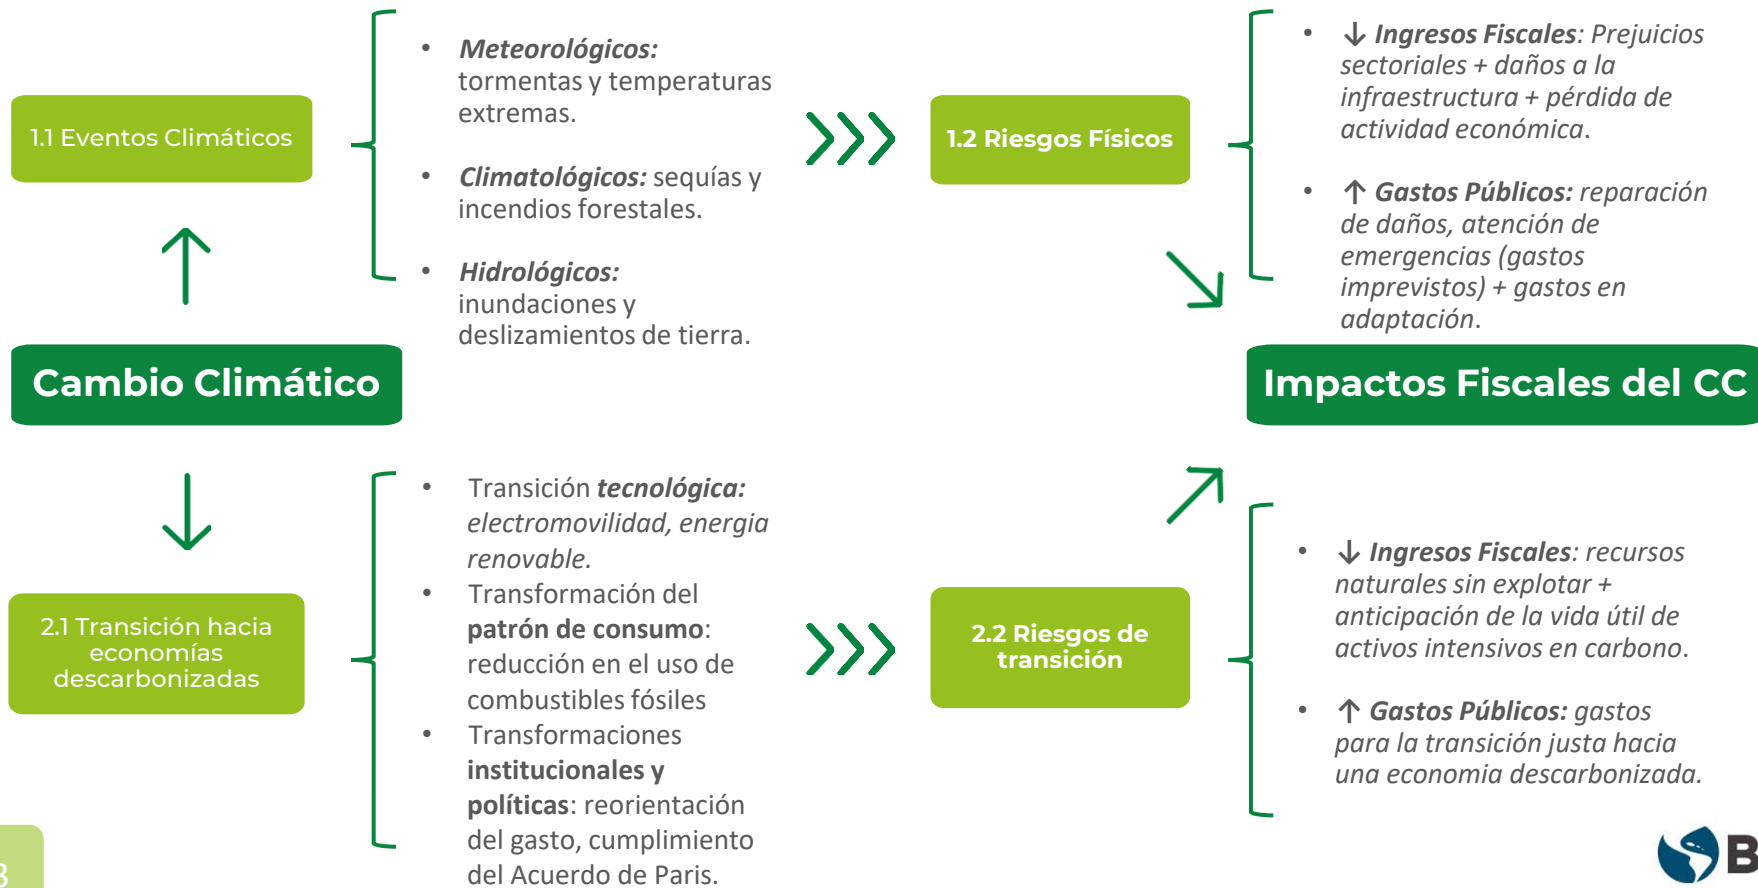 1.1 Eventos Climáticos
• Meteorológicos:
tormentas y temperaturas
extremas.
• Climatológicos: sequías y
incendios forestales.
• Hidrológicos:
inundaciones y
deslizamientos de tierra.
1.2 Riesgos Físicos
• ↓ Ingresos Fiscales: Prejuicios
sectoriales + daños a la
infraestructura + pérdida de
actividad económica.
• ↑ Gastos Públicos: reparación
de daños, atención de
emergencias (gastos
imprevistos) + gastos en
adaptación.
Cambio Climático
Impactos Fiscales del CC
2.1 Transición hacia
economías
descarbonizadas
• Transición tecnológica:
electromovilidad, energia
renovable.
• Transformación del
patrón de consumo:
reducción en el uso de
combustibles fósiles
• Transformaciones
institucionales y
políticas: reorientación
del gasto, cumplimiento
del Acuerdo de Paris.
2.2 Riesgos de
transición
• ↓ Ingresos Fiscales: recursos
naturales sin explotar +
anticipación de la vida útil de
activos intensivos en carbono.
• ↑ Gastos Públicos: gastos
para la transición justa hacia
una economia descarbonizada.
B